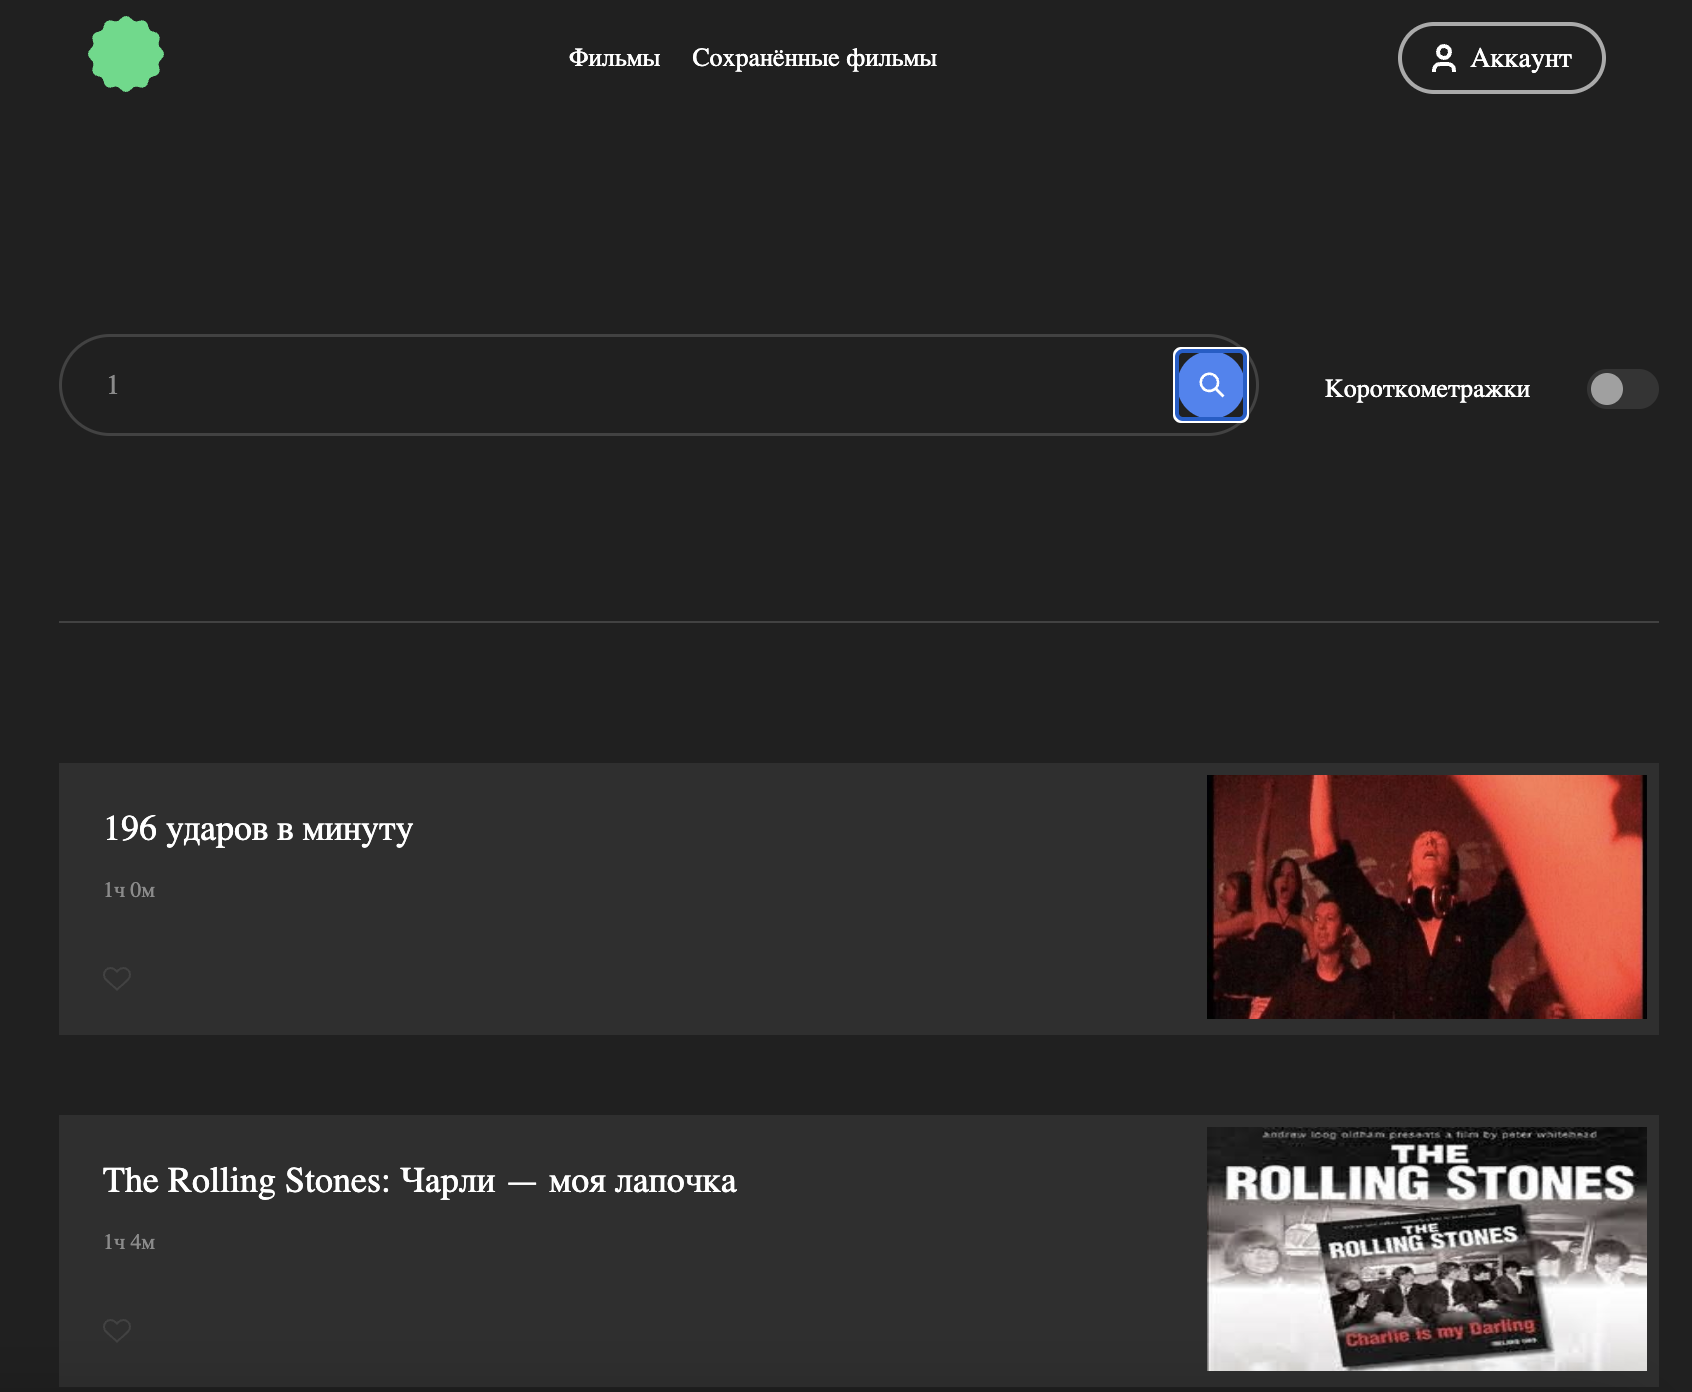 Фильмы Сохранённые фильмы Аккаунт
1
Короткометражки
196 ударов в минуту
1ч 0м
The Rolling Stones: Чарли — моя лапочка
1ч 4м
andrew loog oldham presents a film by peter whitehead
THE
ROLLING STONES
THE
ROLLING STONES
Charlie is my Darling